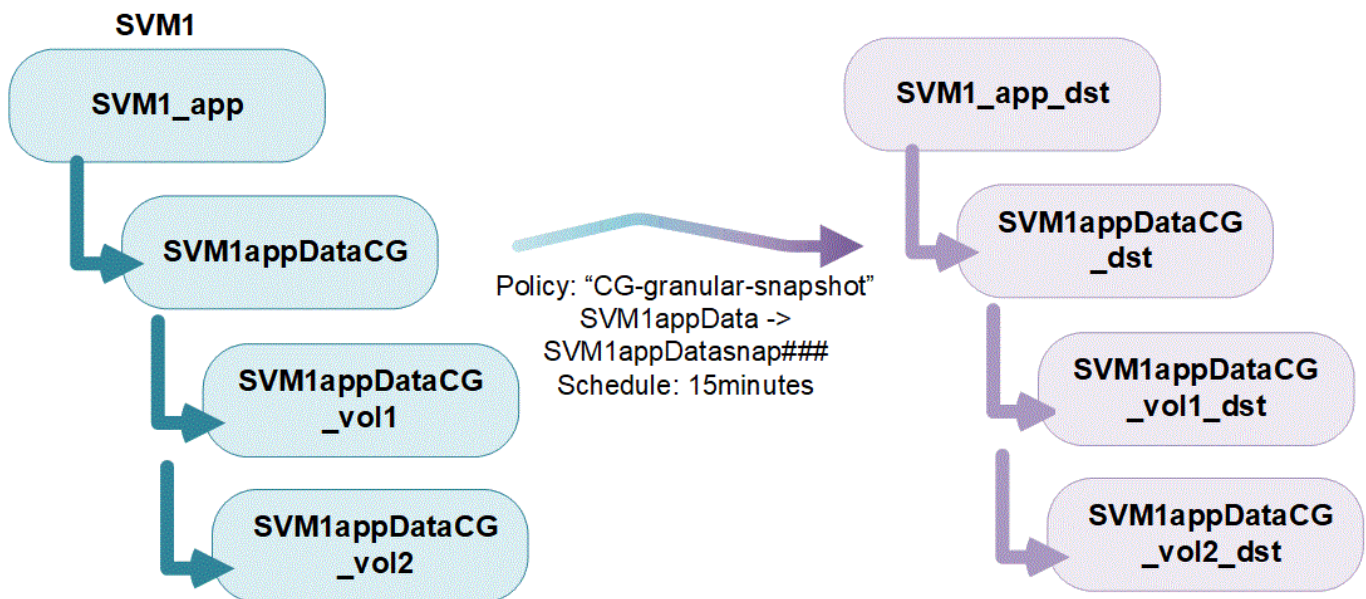 SVM1
SVM1_app
SVM1appDataCG
SVM1appDataCG
_vol1
SVM1appDataCG
_vol2
Policy: “CG-granular-snapshot”
SVM1appData ->
SVM1appDatasnap###
Schedule: 15minutes
SVM1_app_dst
SVM1appDataCG
_dst
SVM1appDataCG
_vol1_dst
SVM1appDataCG
_vol2_dst